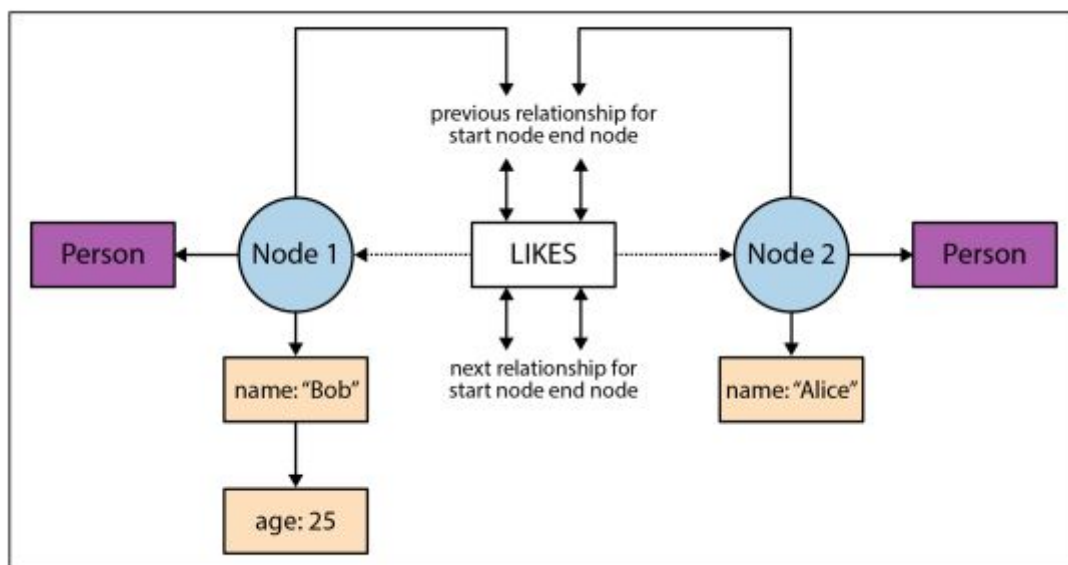 previous relationship for
start node end node
Person
Node 1
LIKES
Node 2
Person
name: “Bob”
next relationship for
start node end node
name: “Alice”
age: 25